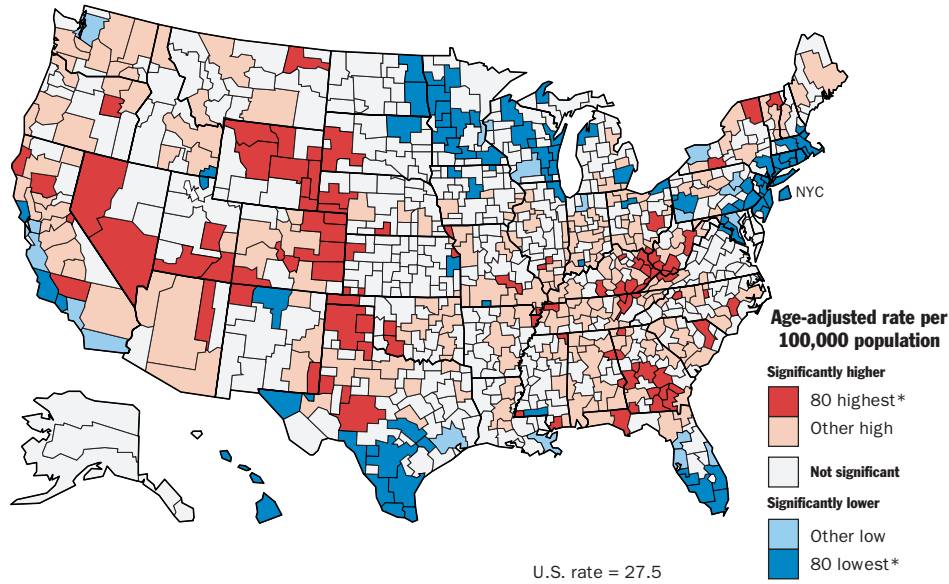 NYC
Age-adjusted rate per
100,000 population
Significantly higher
80 highest*
Other high
Not significant
Significantly lower
Other low
80 lowest*
U.S. rate = 27.5